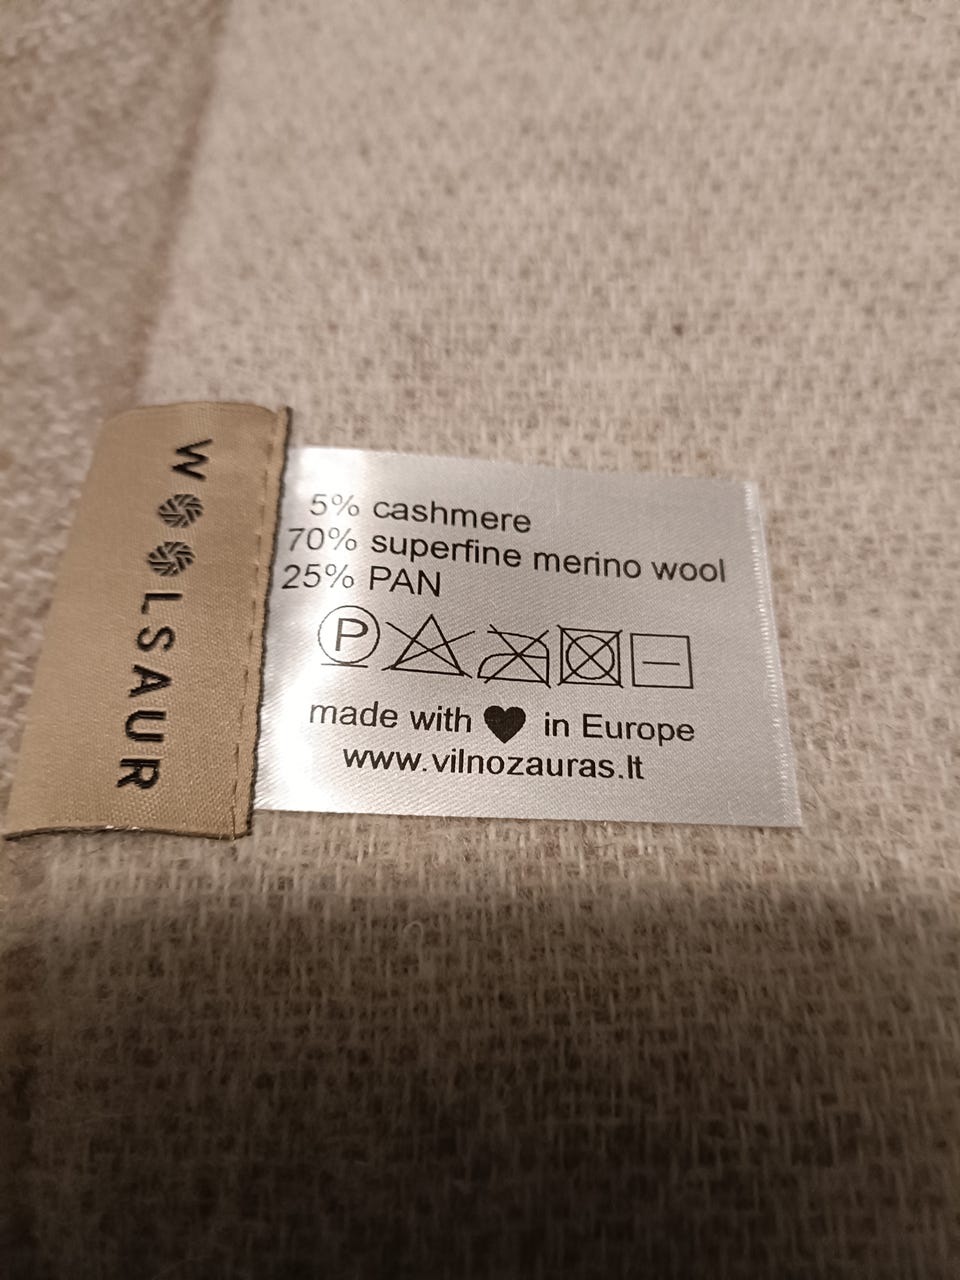 WOOLSAUR
5% cashmere
70% superfine merino wool
25% PAN
P
made with ♥ in Europe
www.vilnozauras.lt